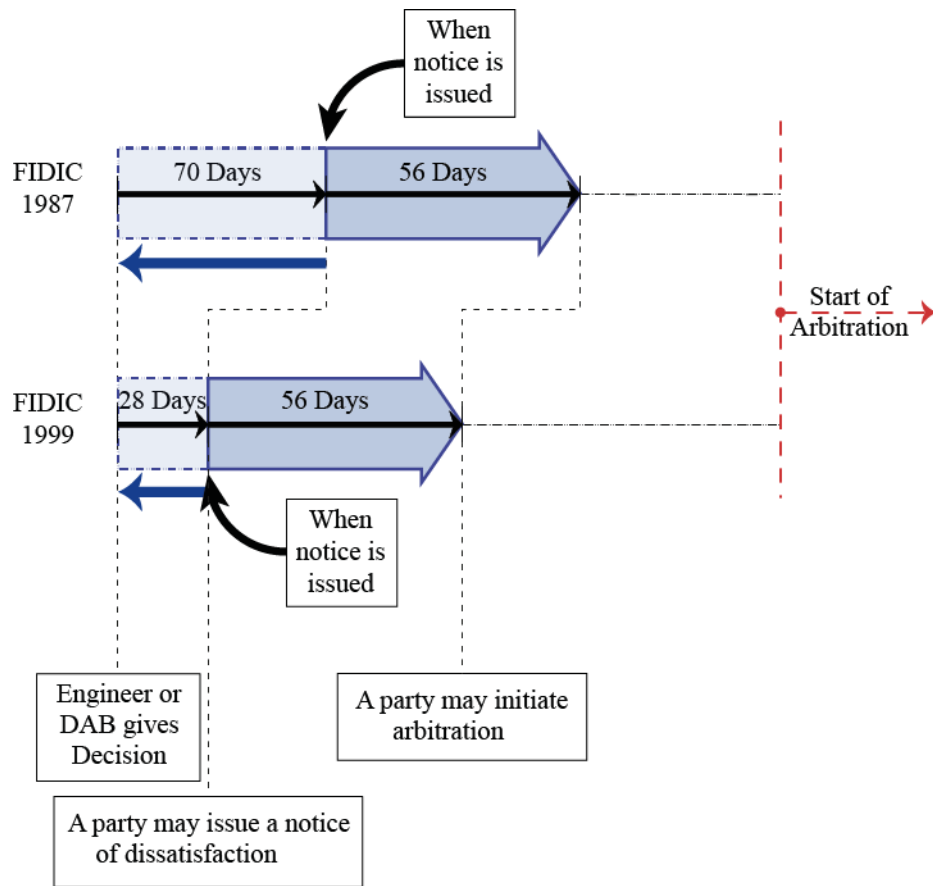 When
notice is
issued
FIDIC
1987
70 Days
56 Days
Start of
Arbitration
FIDIC
1999
28 Days
56 Days
When
notice is
issued
Engineer or
DAB gives
Decision
A party may initiate
arbitration
A party may issue a notice
of dissatisfaction